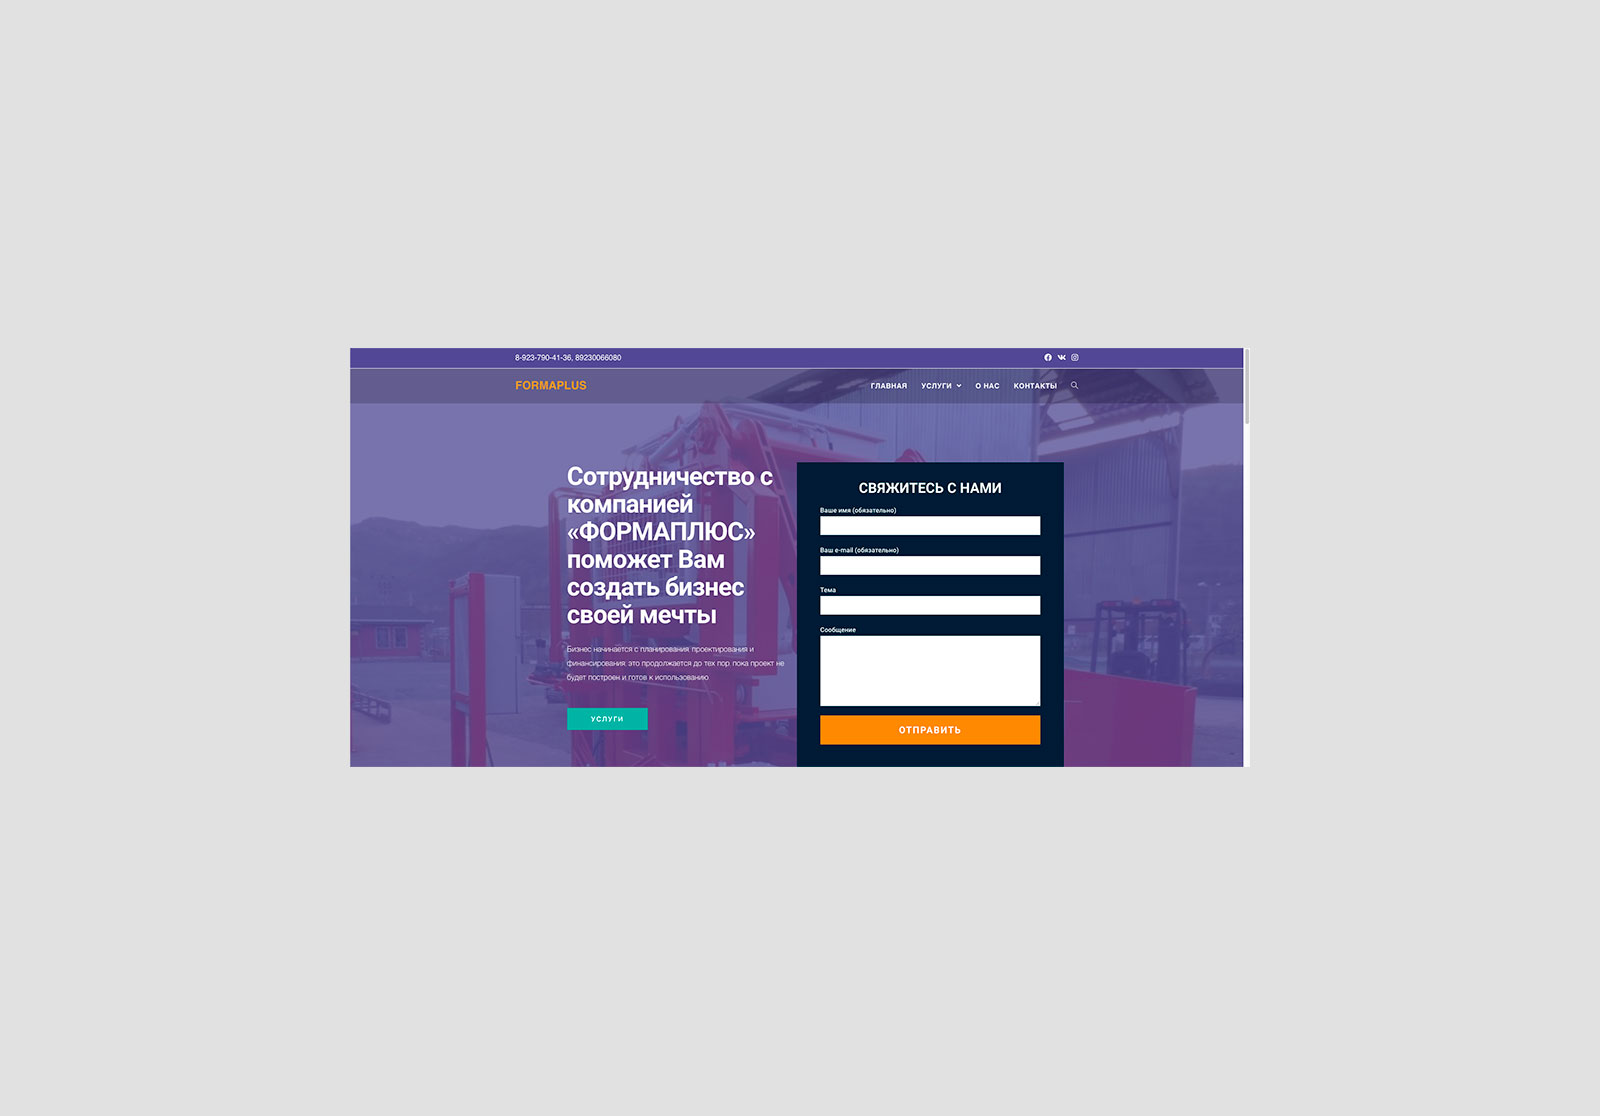 8-923-790-41-36, 89230066080
FORMAPLUS
ГЛАВНАЯ УСЛУГИ О НАС КОНТАКТЫ
Сотрудничество с
компанией
«ФОРМАПЛЮС»
поможет Вам
создать бизнес
своей мечты
Бизнес начинается с планирования, проектирования и
финансирования, это продолжается до тех пор, пока проект не
будет построен и готов к использованию
УСЛУГИ
СВЯЖИТЕСЬ С НАМИ
Ваше имя (обязательно)
Ваш e-mail (обязательно)
Тема
Сообщение
ОТПРАВИТЬ